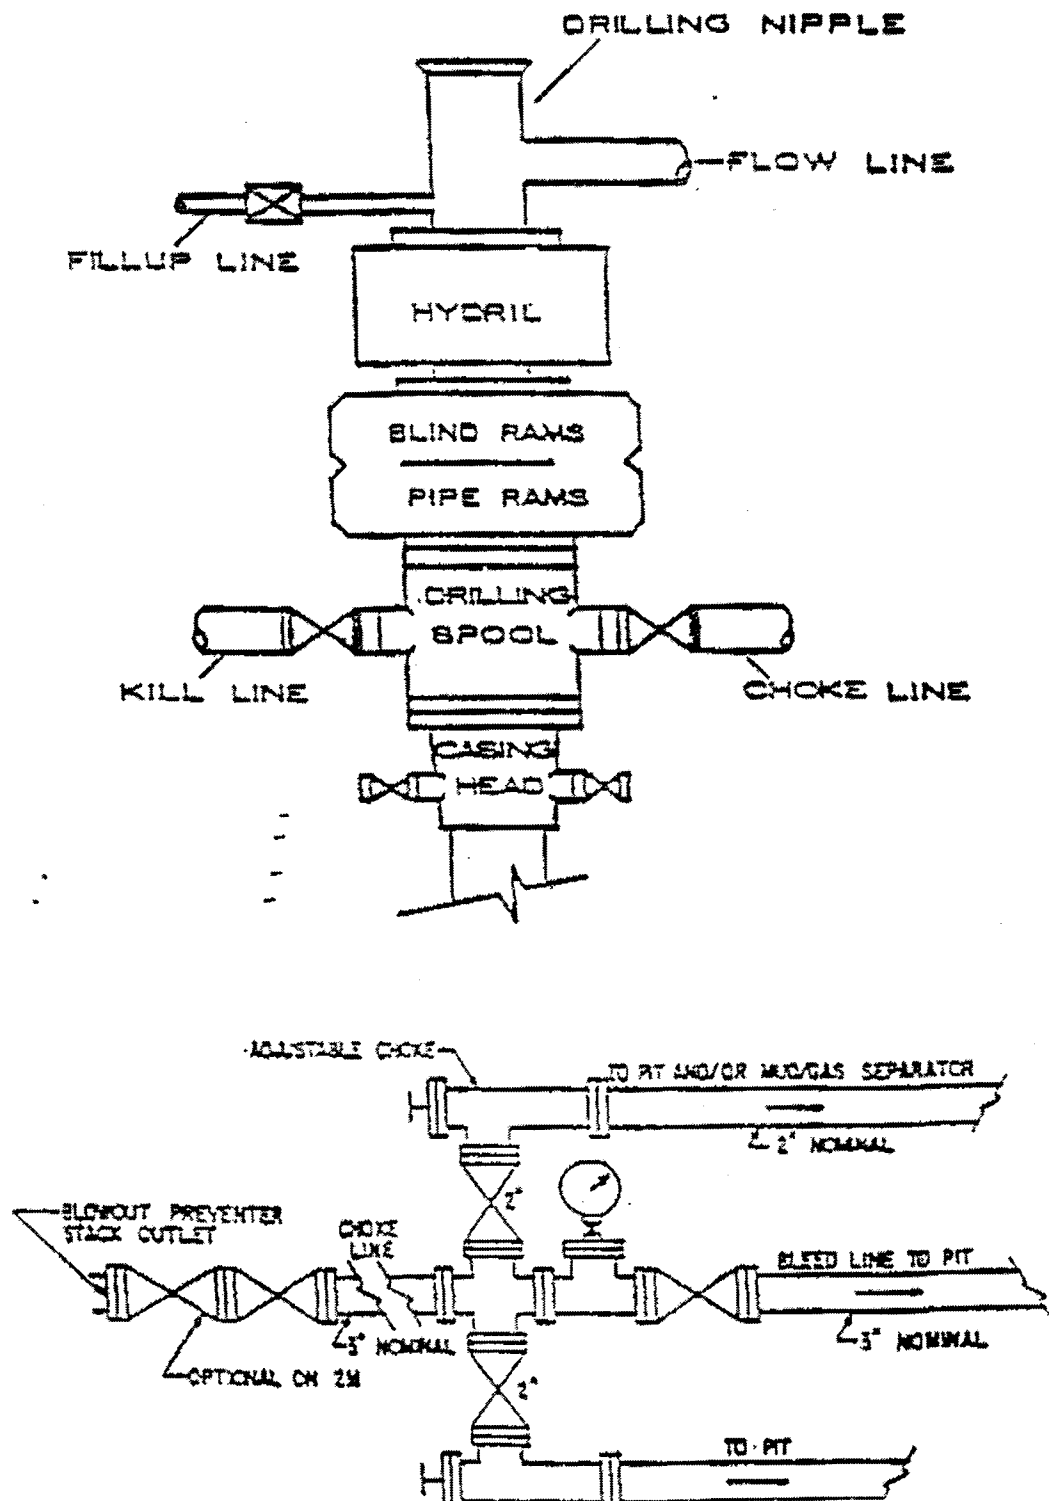 DRILLING NIPPLE
FLOW LINE
FILLUP LINE
HYDRIL
BLIND RAMS
PIPE RAMS
DRILLING
SPOOL
KILL LINE
CHOKE LINE
CASING
HEAD
ADJUSTABLE CHOKE
TO PIT AND/OR MUD/GAS SEPARATOR
2" NOMINAL
2"
BLOWOUT PREVENTER
STACK OUTLET
CHOKE
LINE
BLEED LINE TO PIT
3" NOMINAL
3" NOMINAL
OPTIONAL ON 2M
2"
TO PIT